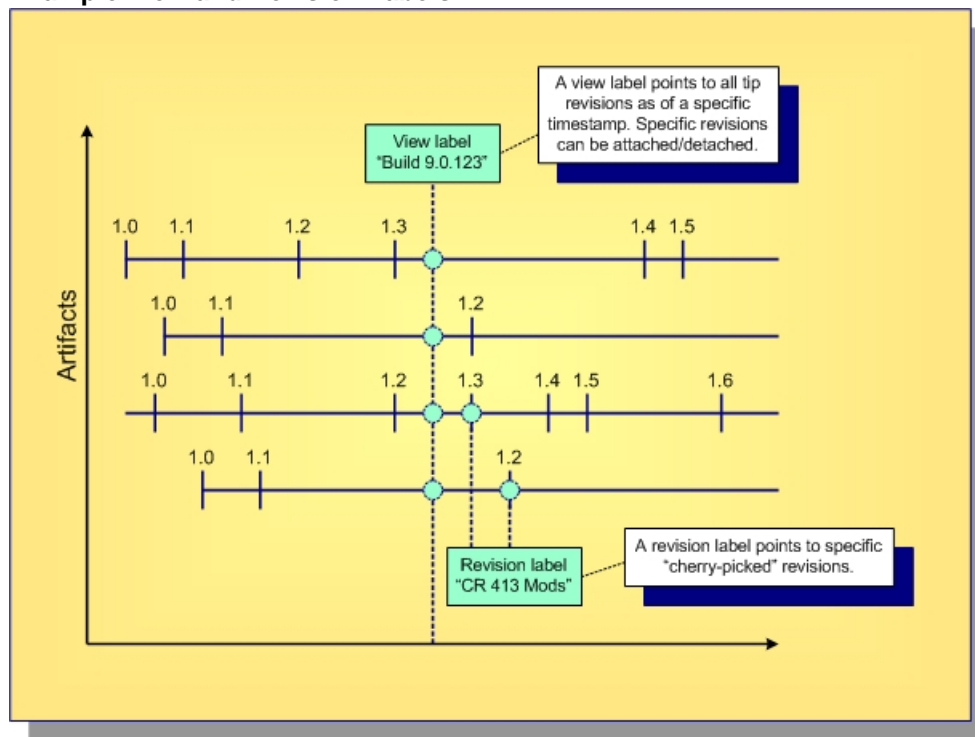 A view label points to all tip
revisions as of a specific
timestamp. Specific revisions
can be attached/detached.
View label
"Build 9.0.123"
1.0 1.1 1.2 1.3 1.4 1.5
1.0 1.1 1.2
Artifacts
1.0 1.1 1.2 1.3 1.4 1.5 1.6
1.0 1.1 1.2
Revision label
"CR 413 Mods"
A revision label points to specific
"cherry-picked" revisions.